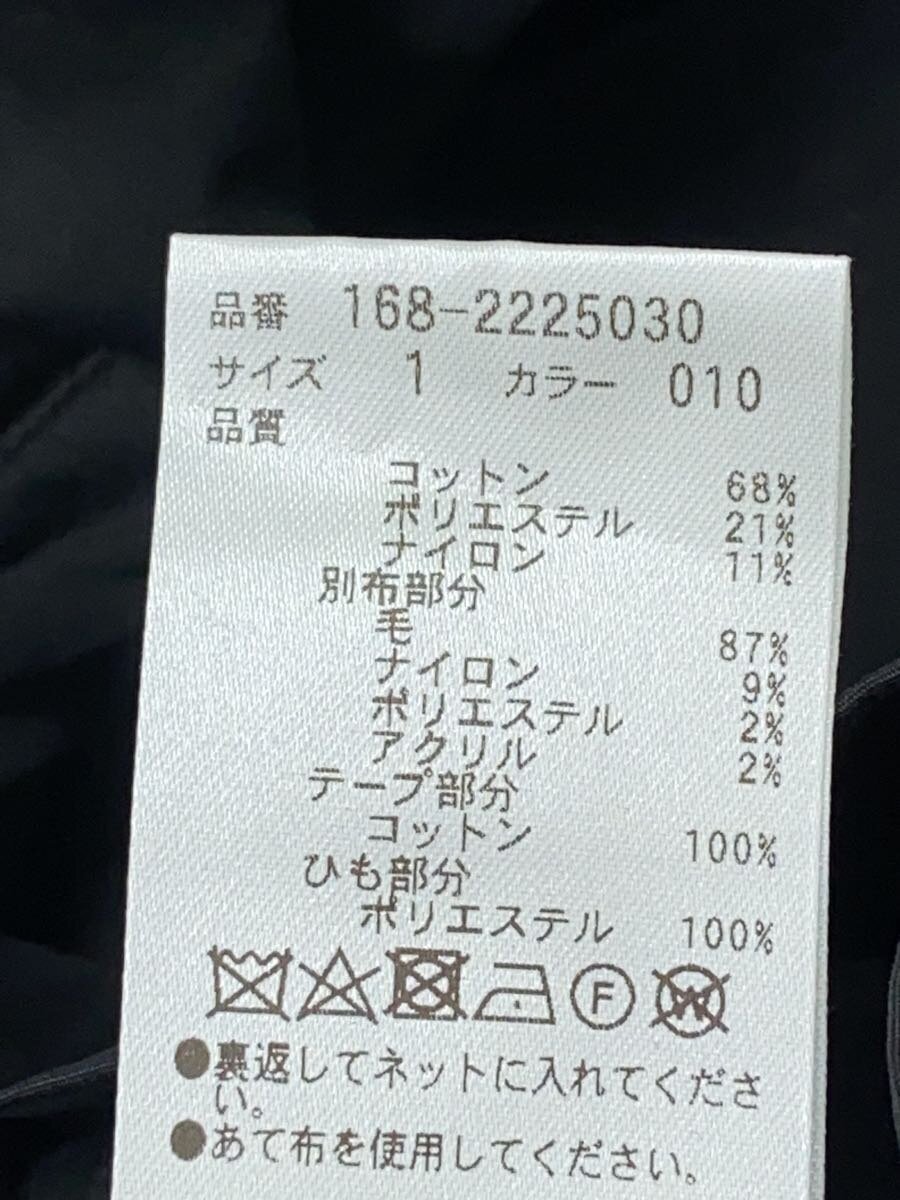 品番 168-2225030
サイズ 1 カラー 010
品質
コットン 68%
ポリエステル 21%
ナイロン 11%
別布部分
毛 87%
ナイロン 9%
ポリエステル 2%
アクリル 2%
テープ部分
コットン 100%
ひも部分
ポリエステル 100%
F W
●裏返してネットに入れてくださ
い。
●あて布を使用してください。